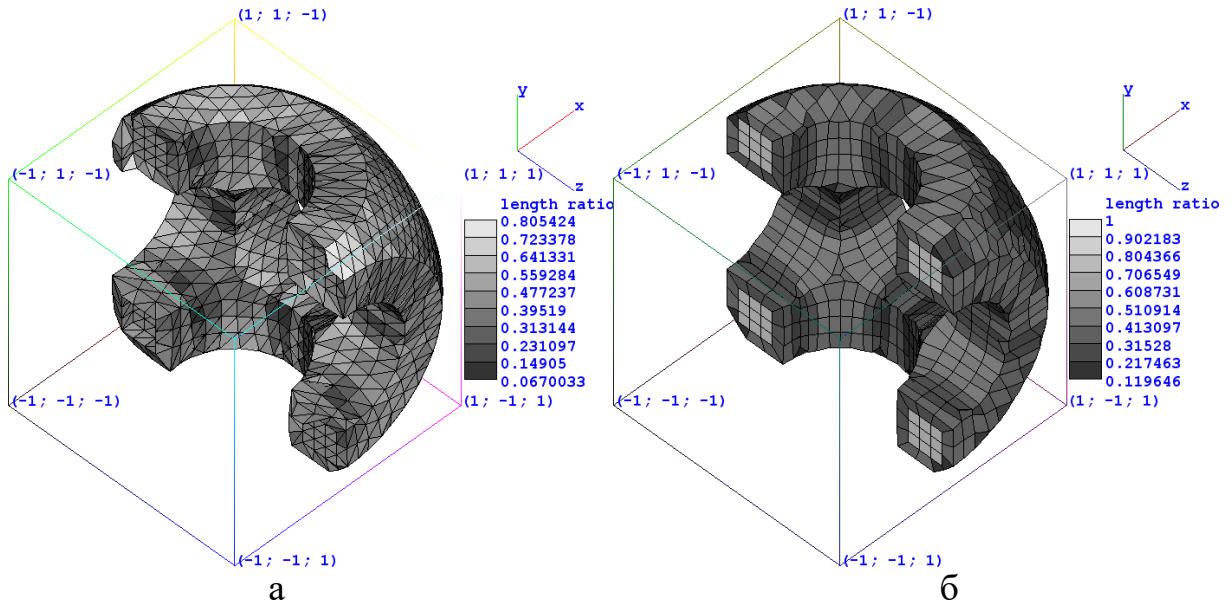 (1; 1; -1)
y
x
z
(-1; 1; -1)
(1; 1; 1)
length ratio
0.805424
0.723378
0.641331
0.559284
0.477237
0.39519
0.313144
0.231097
0.14905
0.0670033
(-1; -1; -1)
(1; -1; 1)
(-1; -1; 1)
а
(1; 1; -1)
y
x
z
(-1; 1; -1)
(1; 1; 1)
length ratio
1
0.902183
0.804366
0.706549
0.608731
0.510914
0.413097
0.31528
0.217463
0.119646
(-1; -1; -1)
(1; -1; 1)
(-1; -1; 1)
б